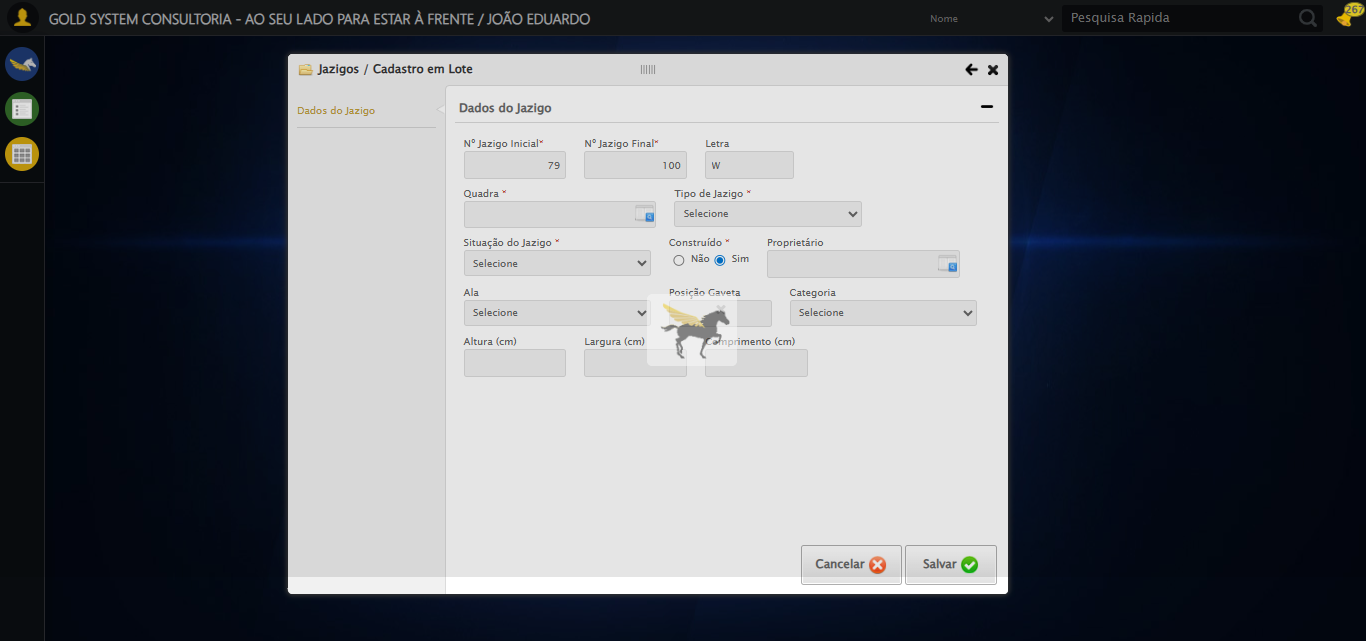 GOLD SYSTEM CONSULTORIA - AO SEU LADO PARA ESTAR À FRENTE / JOÃO EDUARDO
Nome
Pesquisa Rapida
267
Jazigos / Cadastro em Lote
Dados do Jazigo
Dados do Jazigo
Nº Jazigo Inicial* Nº Jazigo Final* Letra
79 100 W
Quadra * Tipo de Jazigo *
Selecione
Situação do Jazigo * Construído * Proprietário
Selecione Não Sim
Ala Posição Gaveta Categoria
Selecione Selecione
Altura (cm) Largura (cm) Comprimento (cm)
Cancelar Salvar